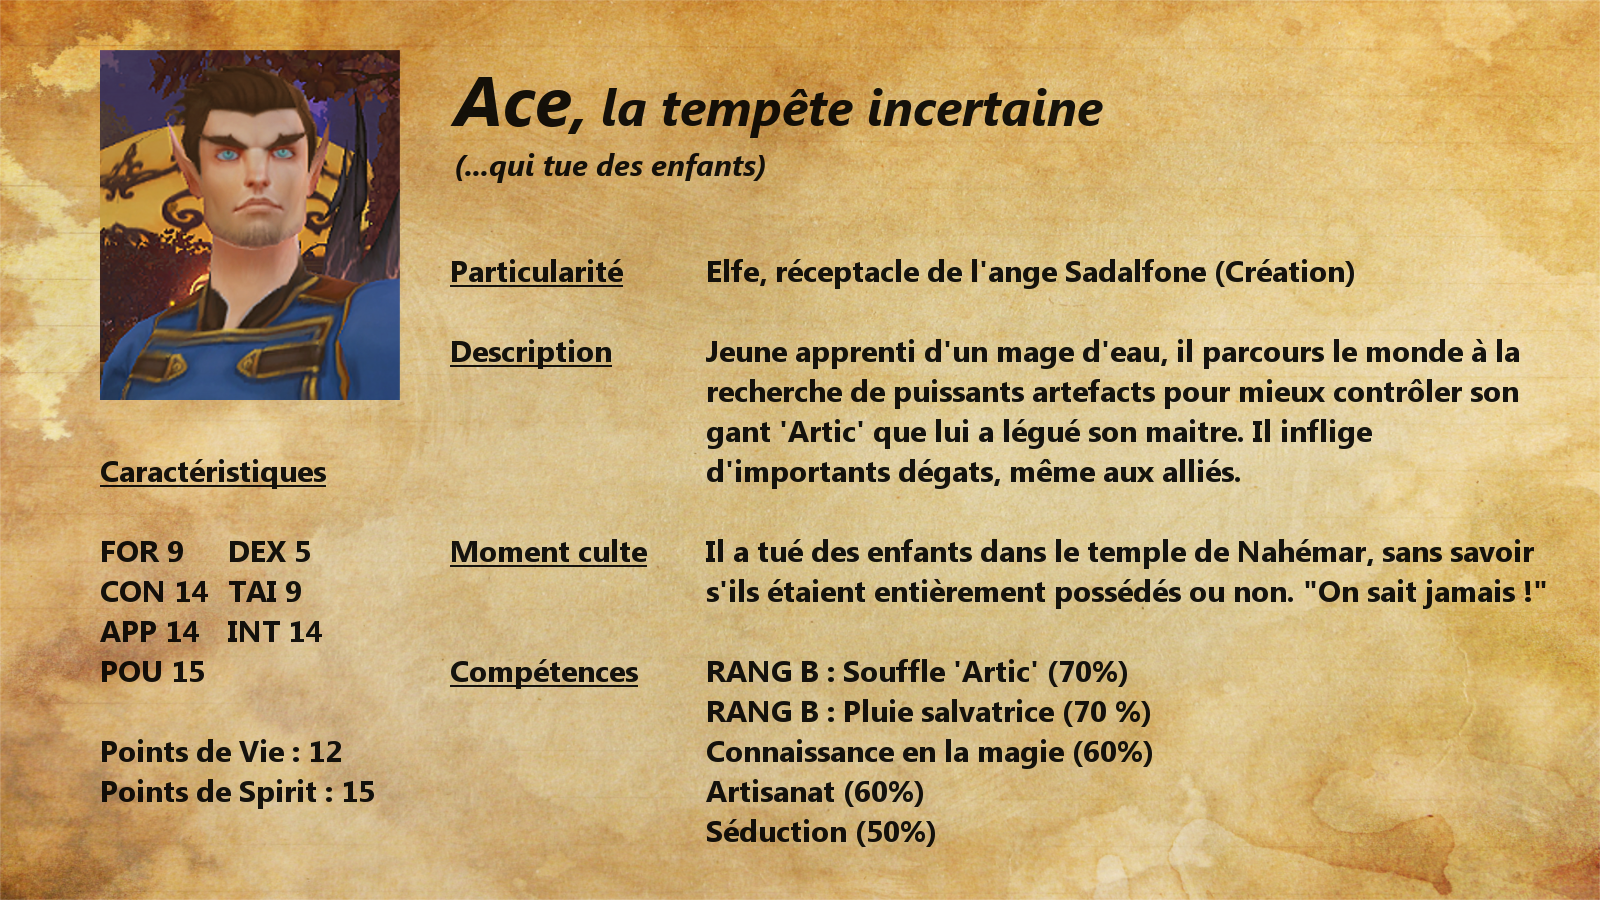 Ace, la tempête incertaine
(...qui tue des enfants)
Particularité Elfe, réceptacle de l'ange Sadalfone (Création)
Description Jeune apprenti d'un mage d'eau, il parcours le monde à la
recherche de puissants artefacts pour mieux contrôler son
gant 'Artic' que lui a légué son maitre. Il inflige
d'importants dégats, même aux alliés.
Moment culte Il a tué des enfants dans le temple de Nahémar, sans savoir
s'ils étaient entièrement possédés ou non. "On sait jamais !"
Compétences RANG B : Souffle 'Artic' (70%)
RANG B : Pluie salvatrice (70 %)
Connaissance en la magie (60%)
Artisanat (60%)
Séduction (50%)
Caractéristiques
FOR 9 DEX 5
CON 14 TAI 9
APP 14 INT 14
POU 15
Points de Vie : 12
Points de Spirit : 15